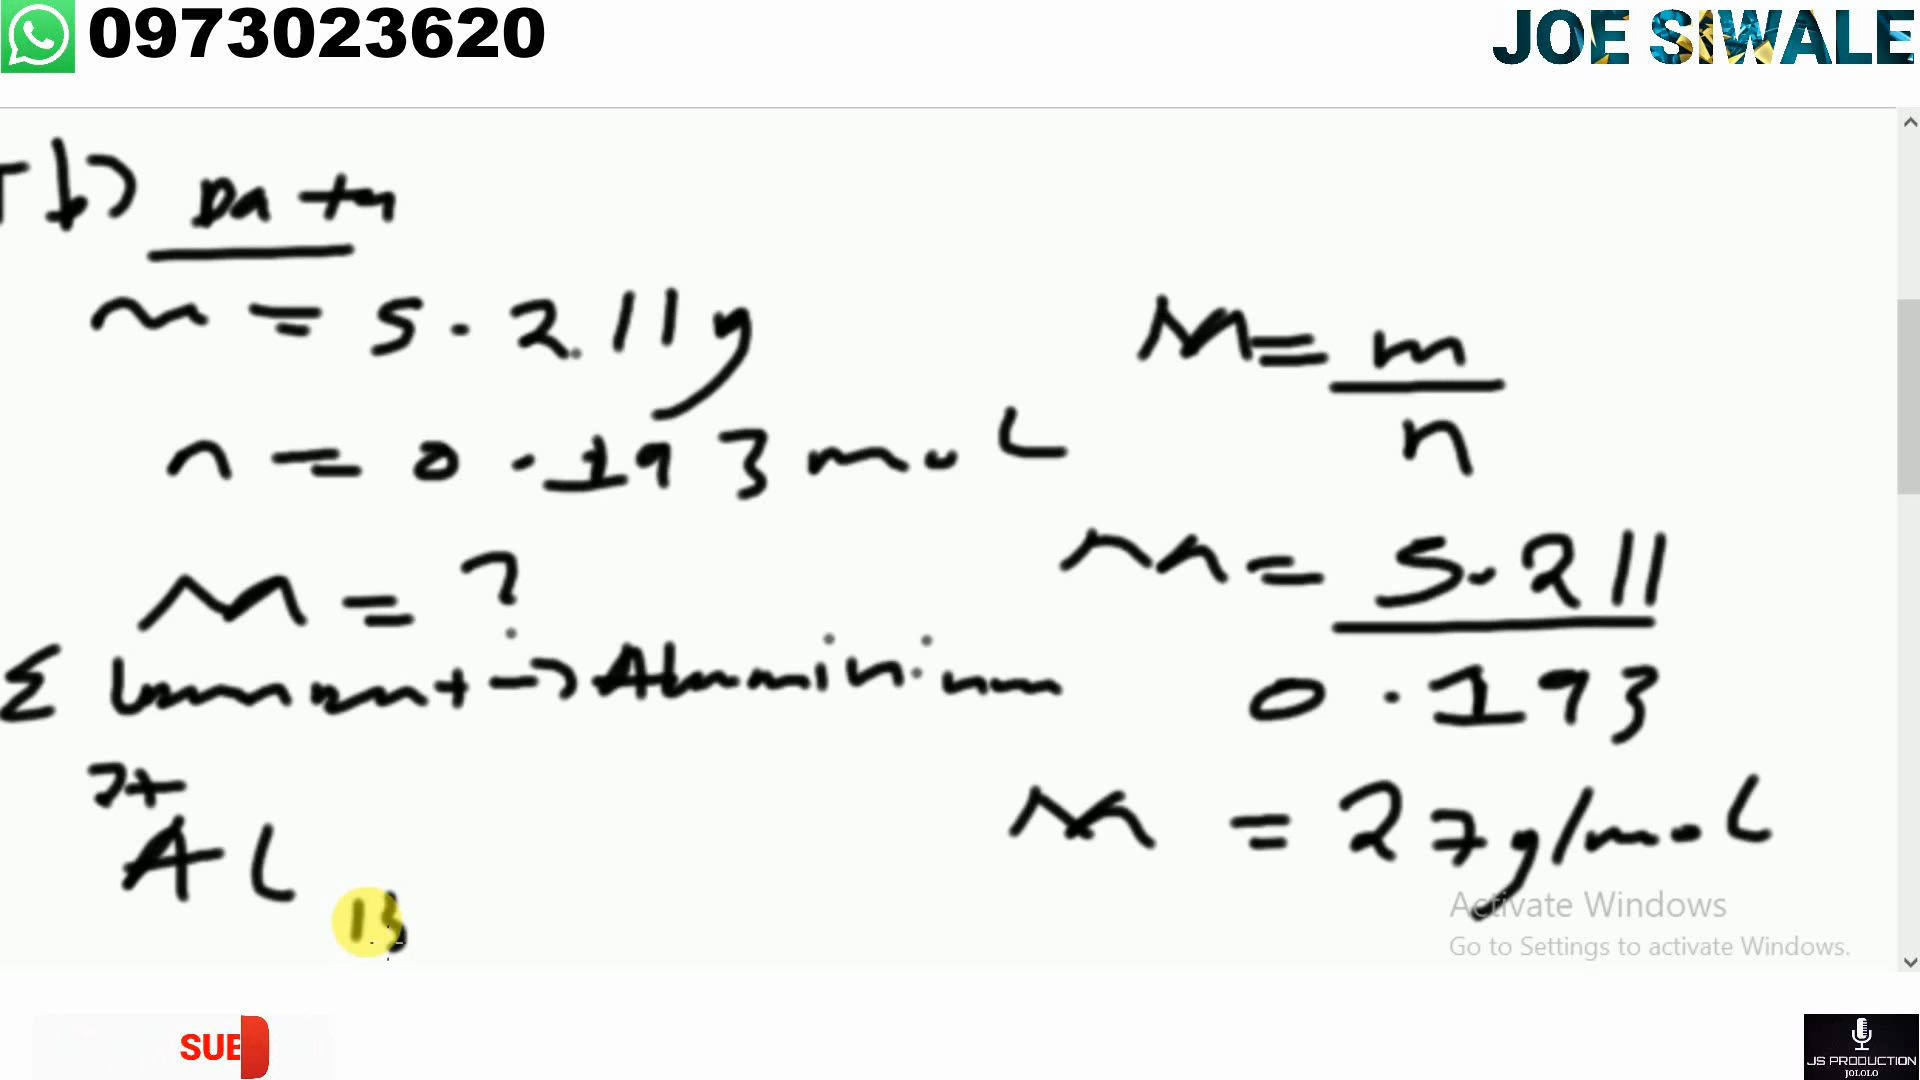 0973023620
JOE SIWALE
b) Data
m = 5.211g
n = 0.193 mol
M = ?
Element -> Aluminium
27
Al
13
M = m
n
M = 5.211
0.193
M = 27g/mol
Activate Windows
Go to Settings to activate Windows.
SUB
JS PRODUCTION
JOLOLO